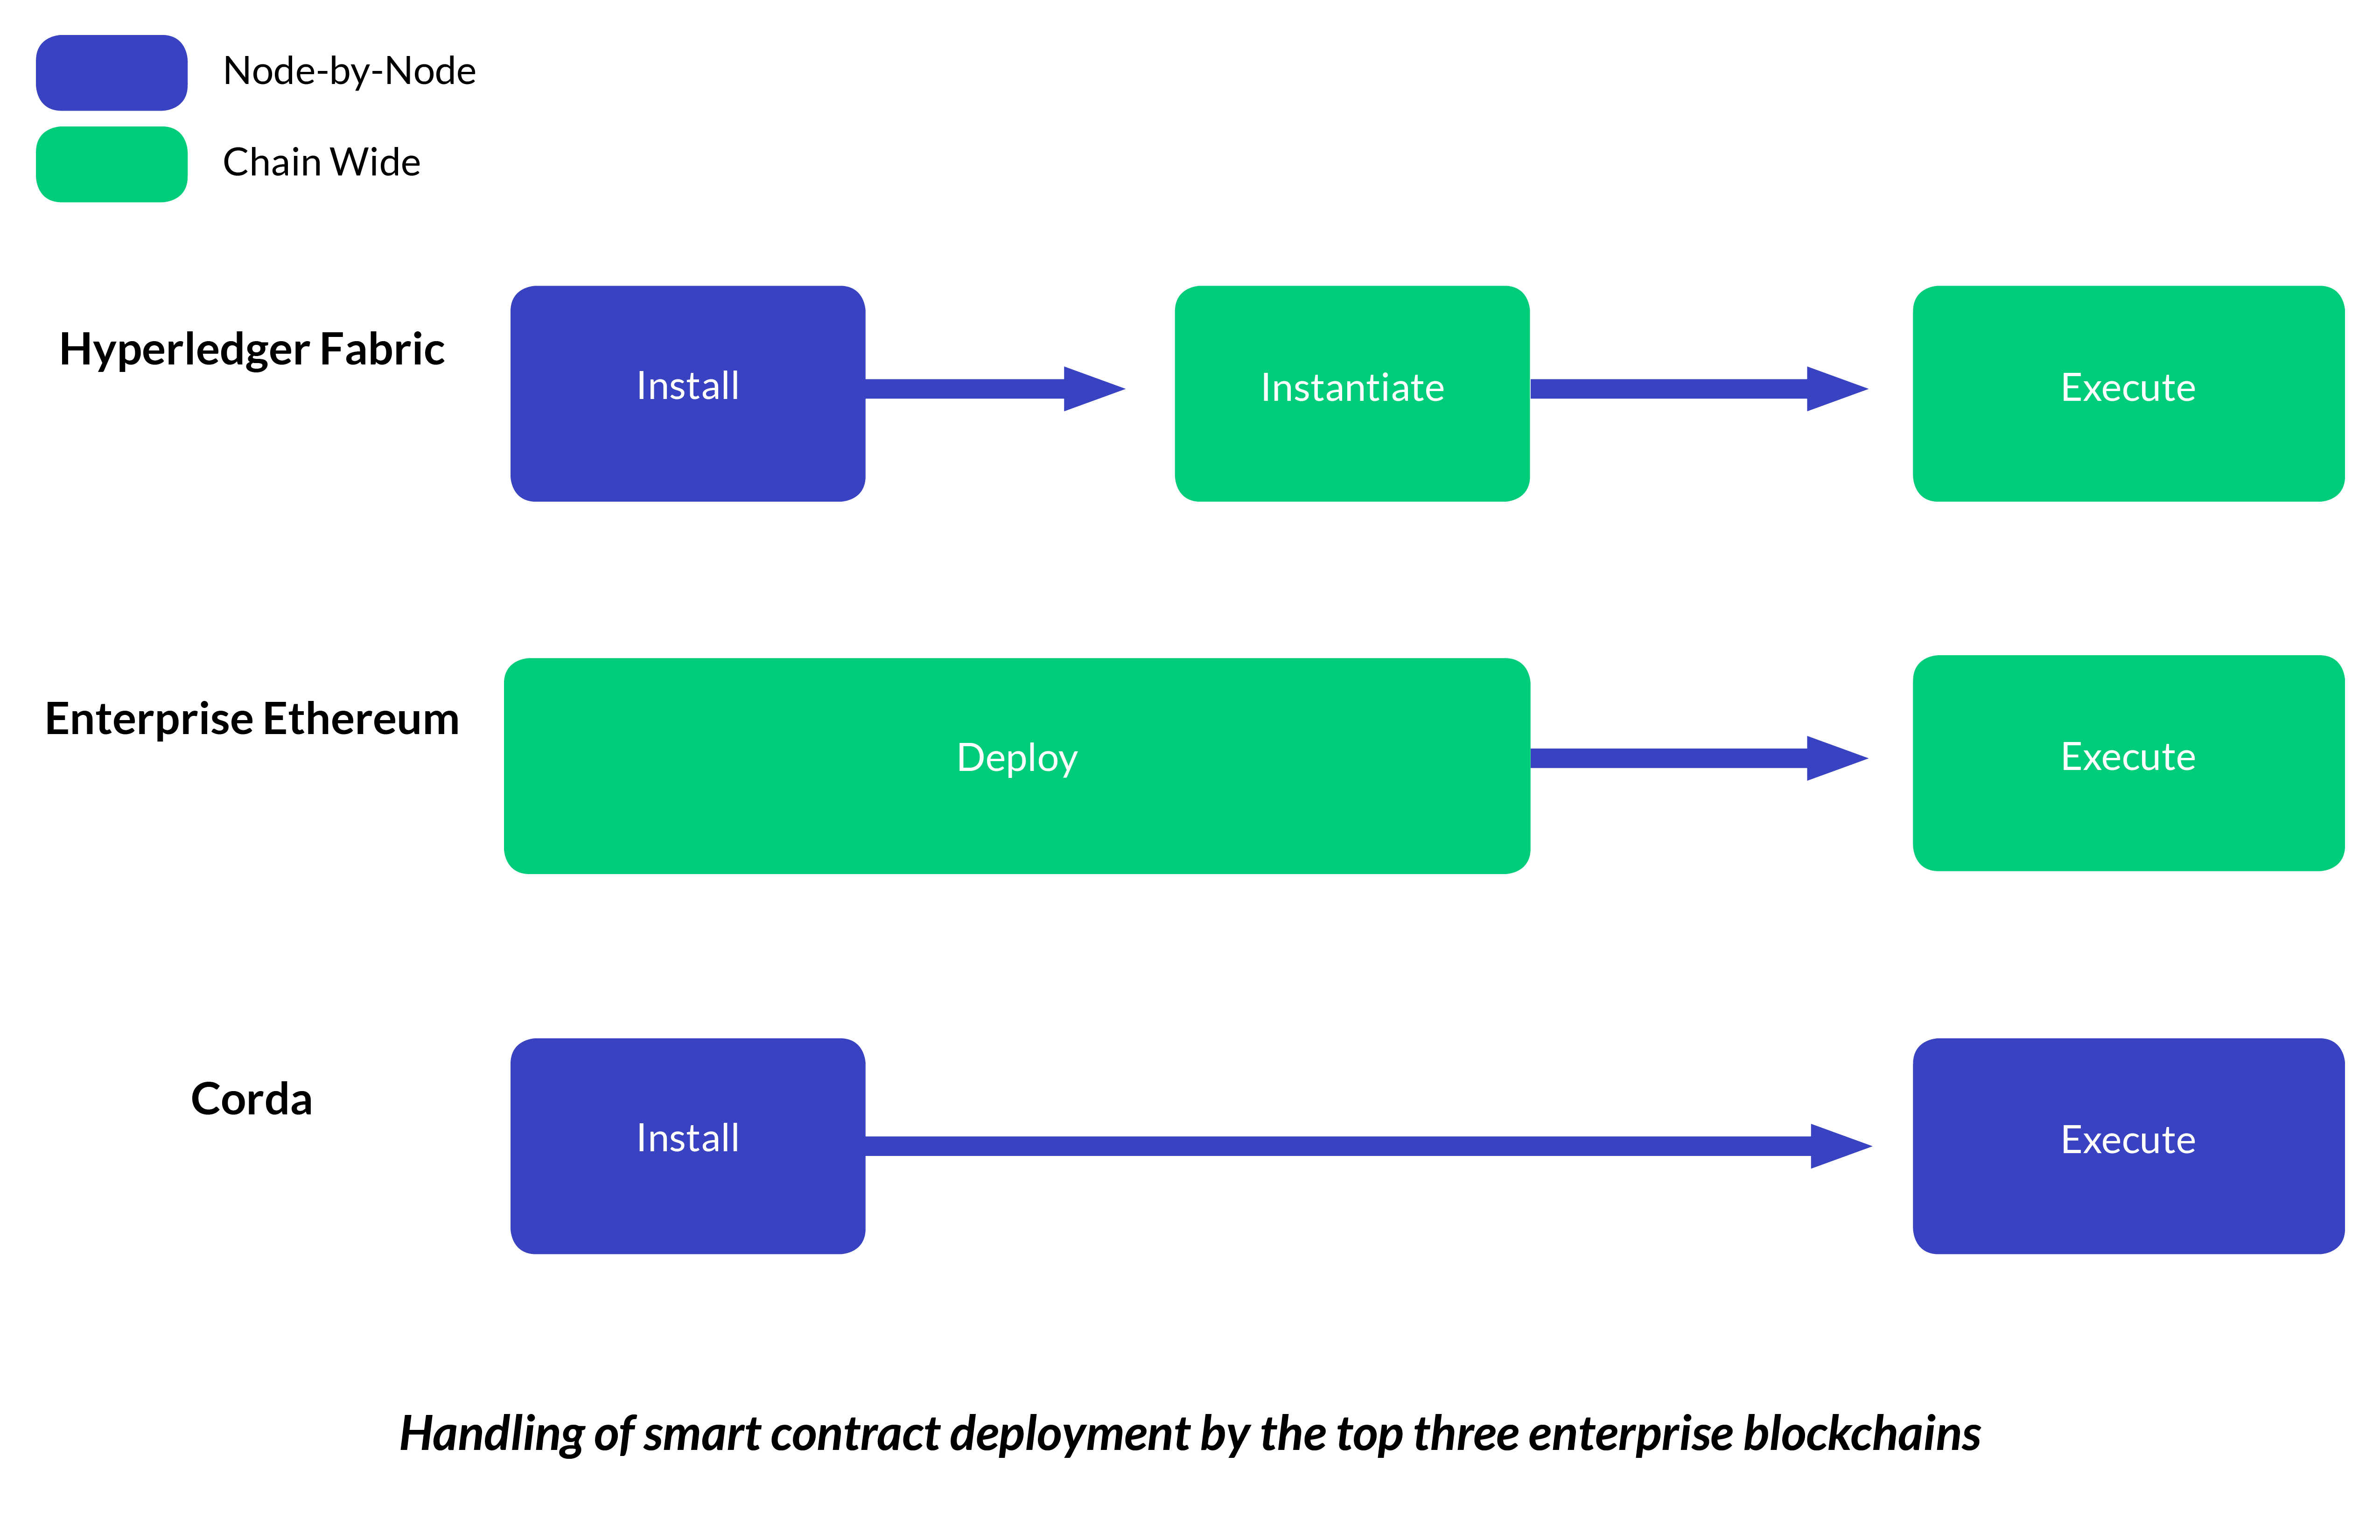 Node-by-Node
Chain Wide
Hyperledger Fabric
Install
Instantiate
Execute
Enterprise Ethereum
Deploy
Execute
Corda
Install
Execute
Handling of smart contract deployment by the top three enterprise blockchains